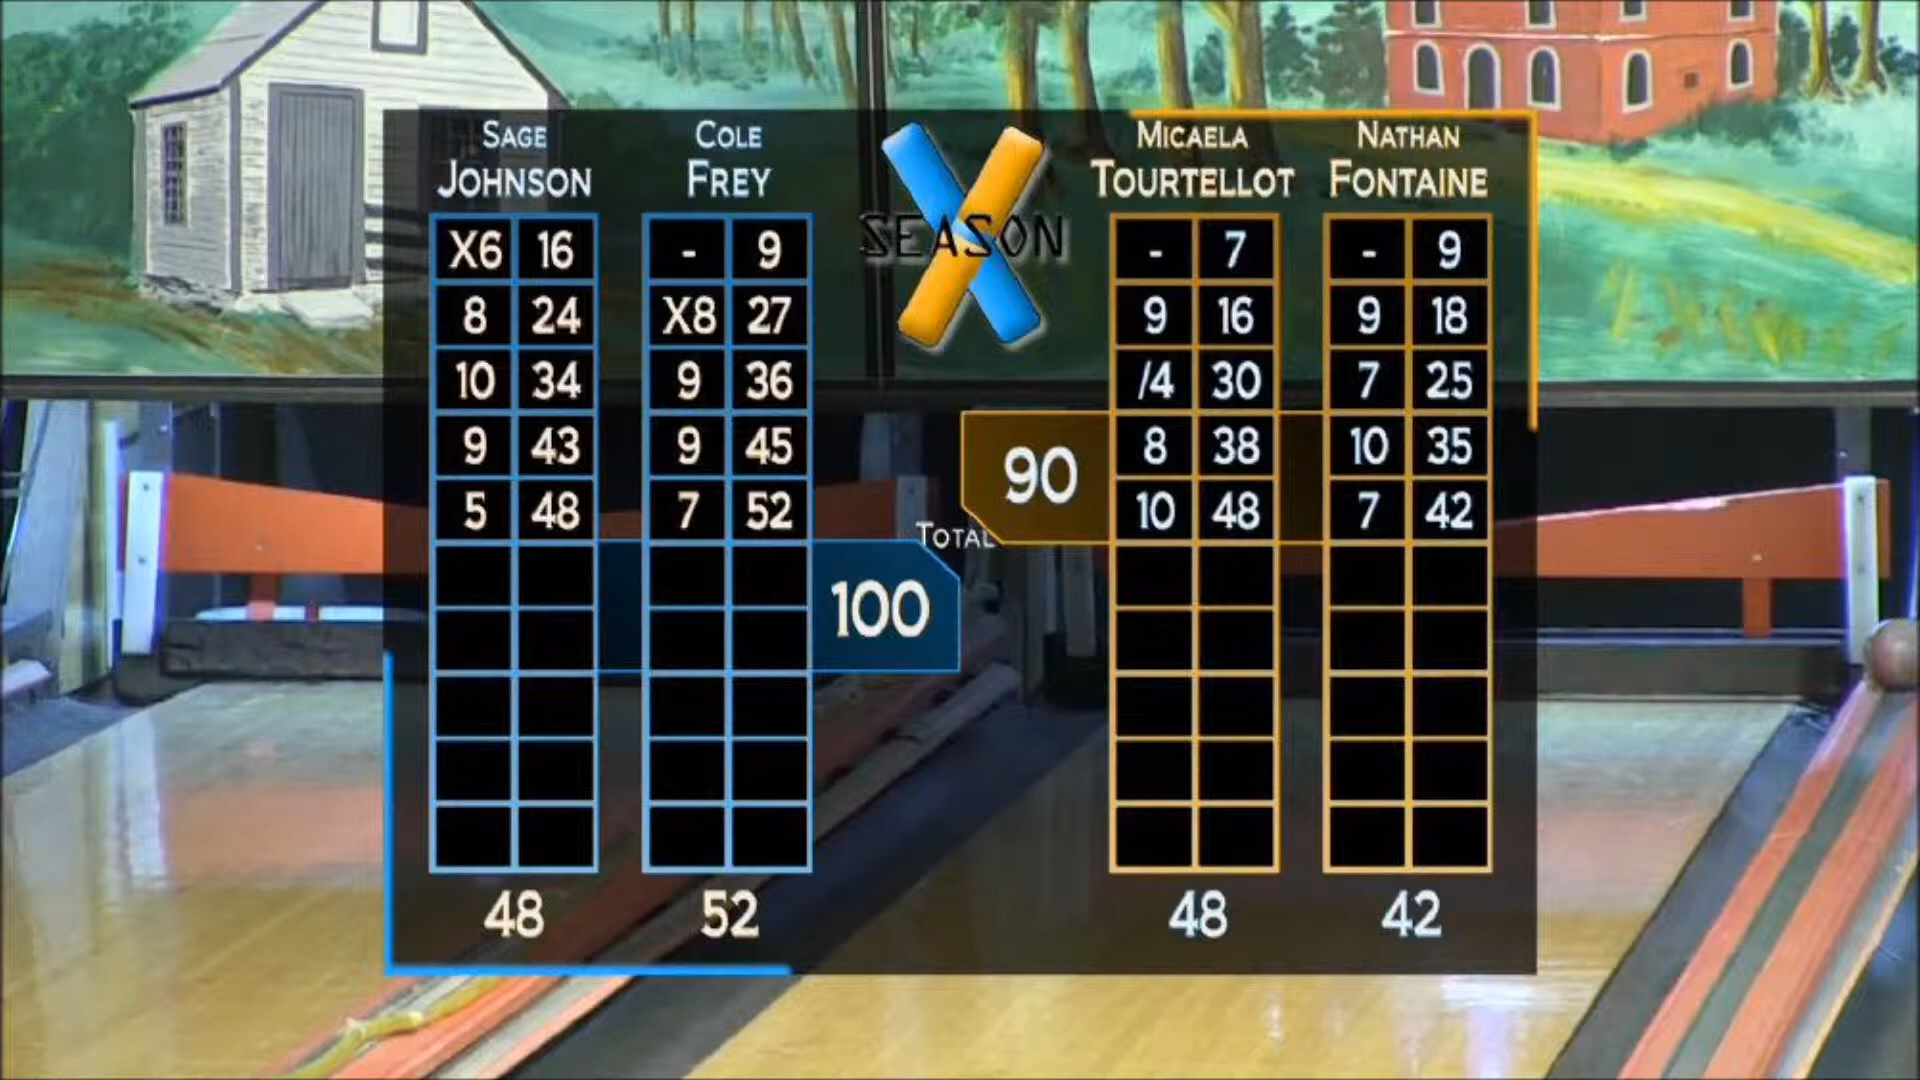 SAGE
JOHNSON
X6 16
8 24
10 34
9 43
5 48
48
COLE
FREY
- 9
X8 27
9 36
9 45
7 52
52
SEASON
X
90
TOTAL
100
MICAELA
TOURTELLOT
- 7
9 16
/4 30
8 38
10 48
48
NATHAN
FONTAINE
- 9
9 18
7 25
10 35
7 42
42